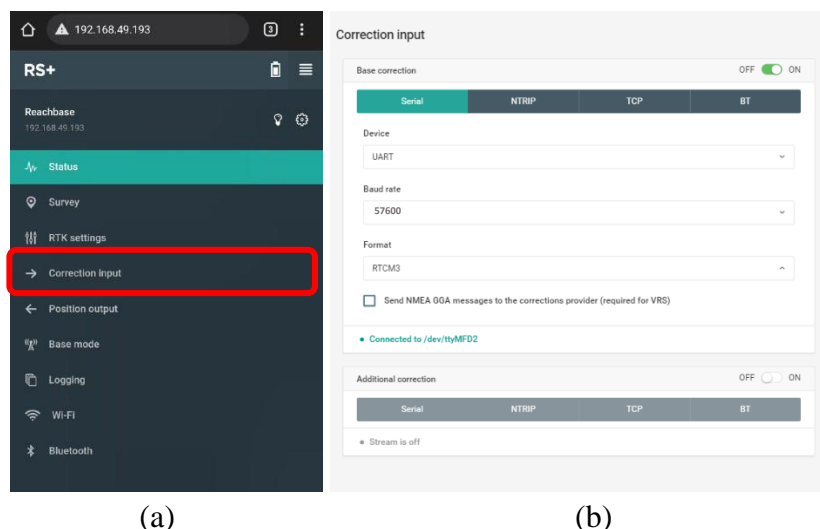 192.168.49.193
3
RS+
Reachbase
192.168.49.193
Status
Survey
RTK settings
Correction input
Position output
Base mode
Logging
Wi-Fi
Bluetooth
(a)
Correction input
Base correction OFF ON
Serial NTRIP TCP BT
Device
UART
Baud rate
57600
Format
RTCM3
Send NMEA GGA messages to the corrections provider (required for VRS)
Connected to /dev/ttyMFD2
Additional correction OFF ON
Serial NTRIP TCP BT
Stream is off
(b)